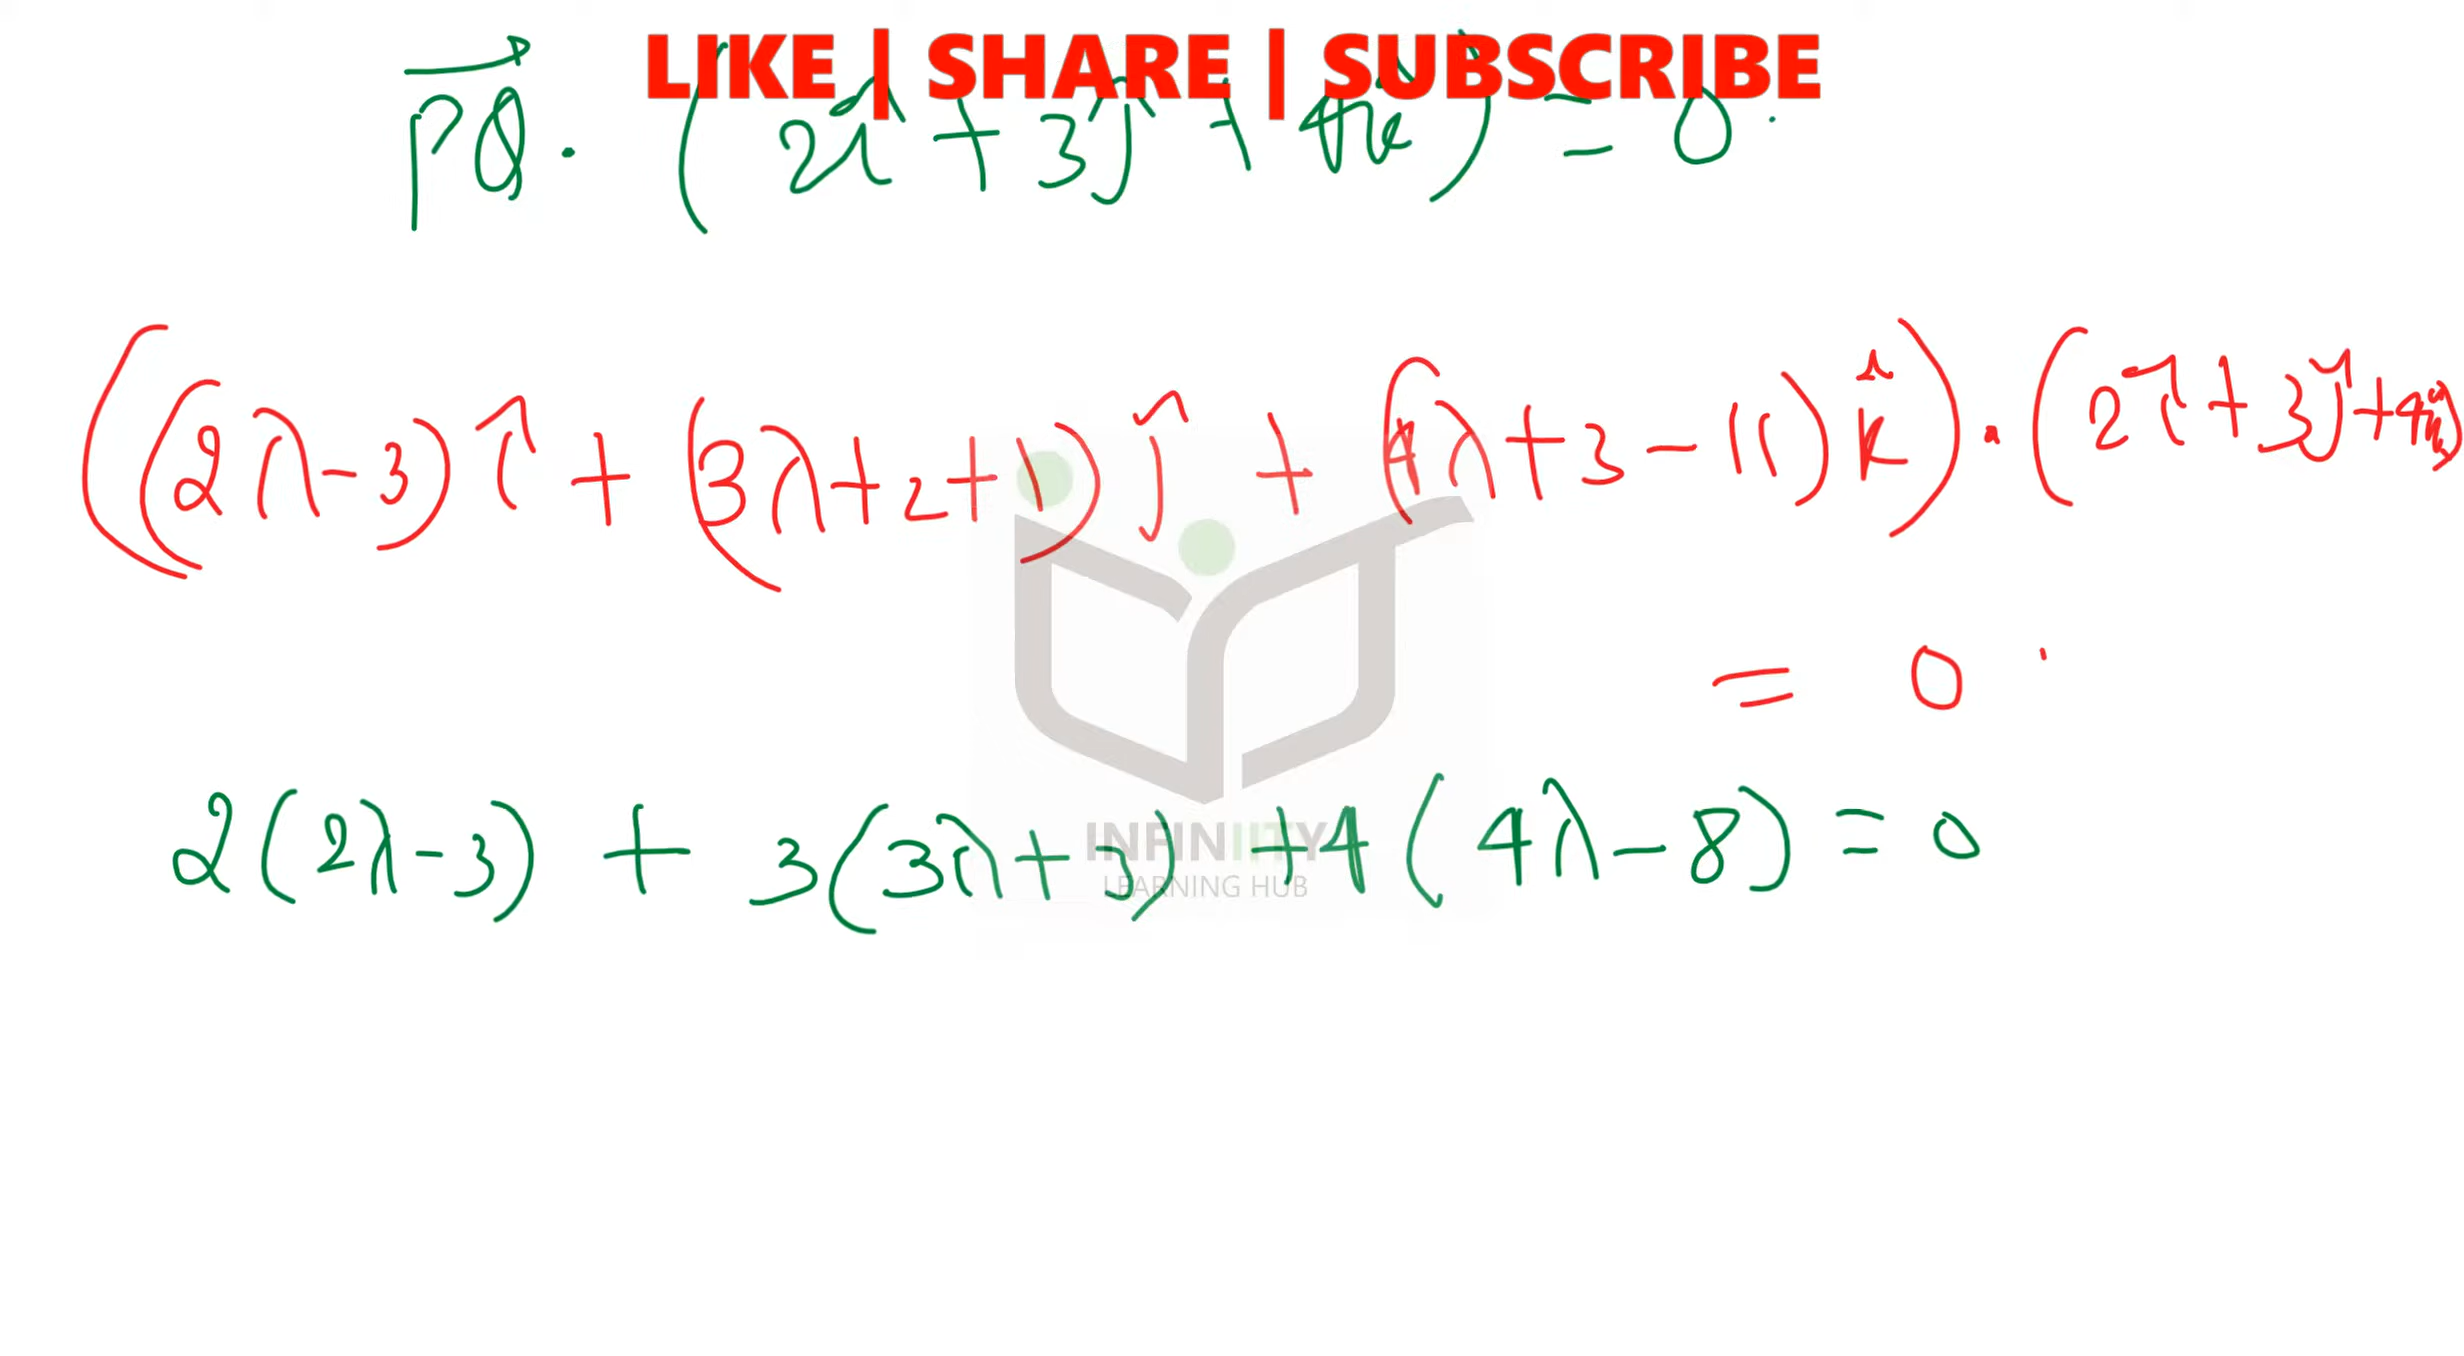 LIKE | SHARE | SUBSCRIBE
PQ⃗ · (2î + 3ĵ + 4k̂) = 0.
((2λ-3)î + (3λ+2+1)ĵ + (4λ+3-11)k̂) · (2î + 3ĵ + 4k̂)
= 0
2(2λ-3) + 3(3λ+3) +4(4λ-8) = 0
INFINIITY
LEARNING HUB